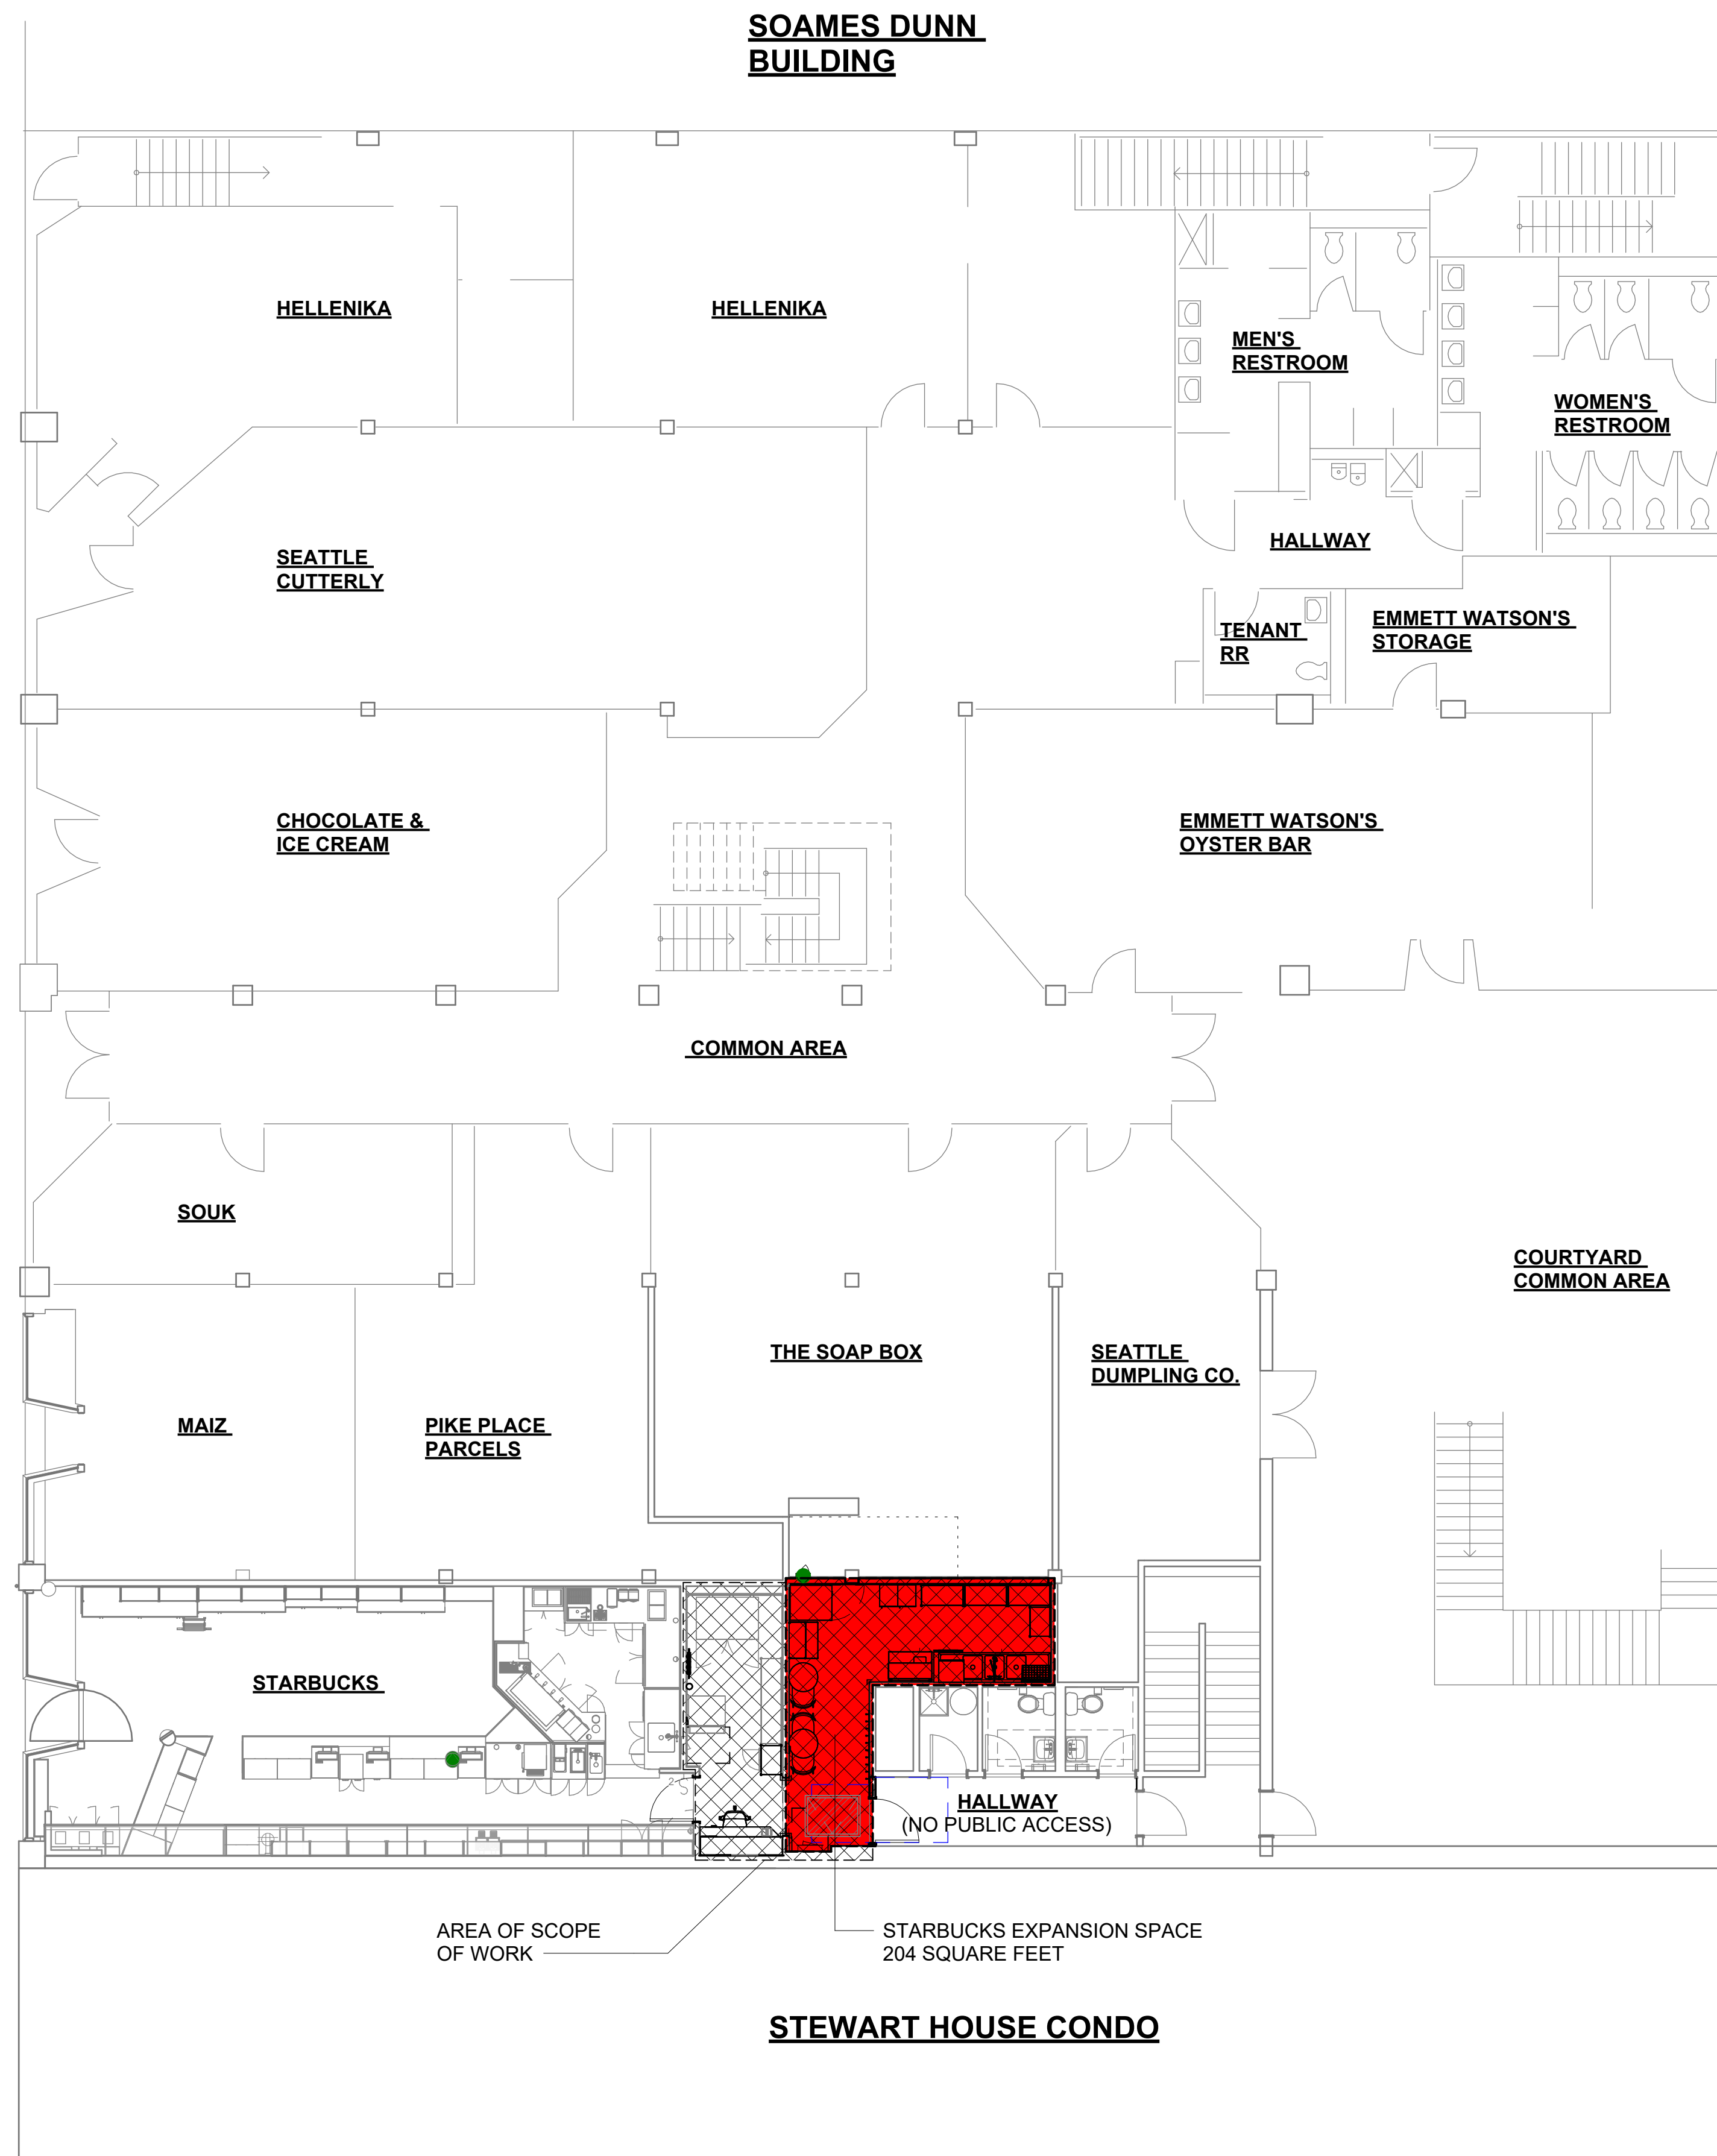 SOAMES DUNN
BUILDING
HELLENIKA
HELLENIKA
MEN'S
RESTROOM
WOMEN'S
RESTROOM
SEATTLE
CUTTERLY
HALLWAY
TENANT
RR
EMMETT WATSON'S
STORAGE
CHOCOLATE &
ICE CREAM
EMMETT WATSON'S
OYSTER BAR
COMMON AREA
SOUK
COURTYARD
COMMON AREA
THE SOAP BOX
SEATTLE
DUMPLING CO.
MAIZ
PIKE PLACE
PARCELS
STARBUCKS
HALLWAY
(NO PUBLIC ACCESS)
AREA OF SCOPE
OF WORK
STARBUCKS EXPANSION SPACE
204 SQUARE FEET
STEWART HOUSE CONDO